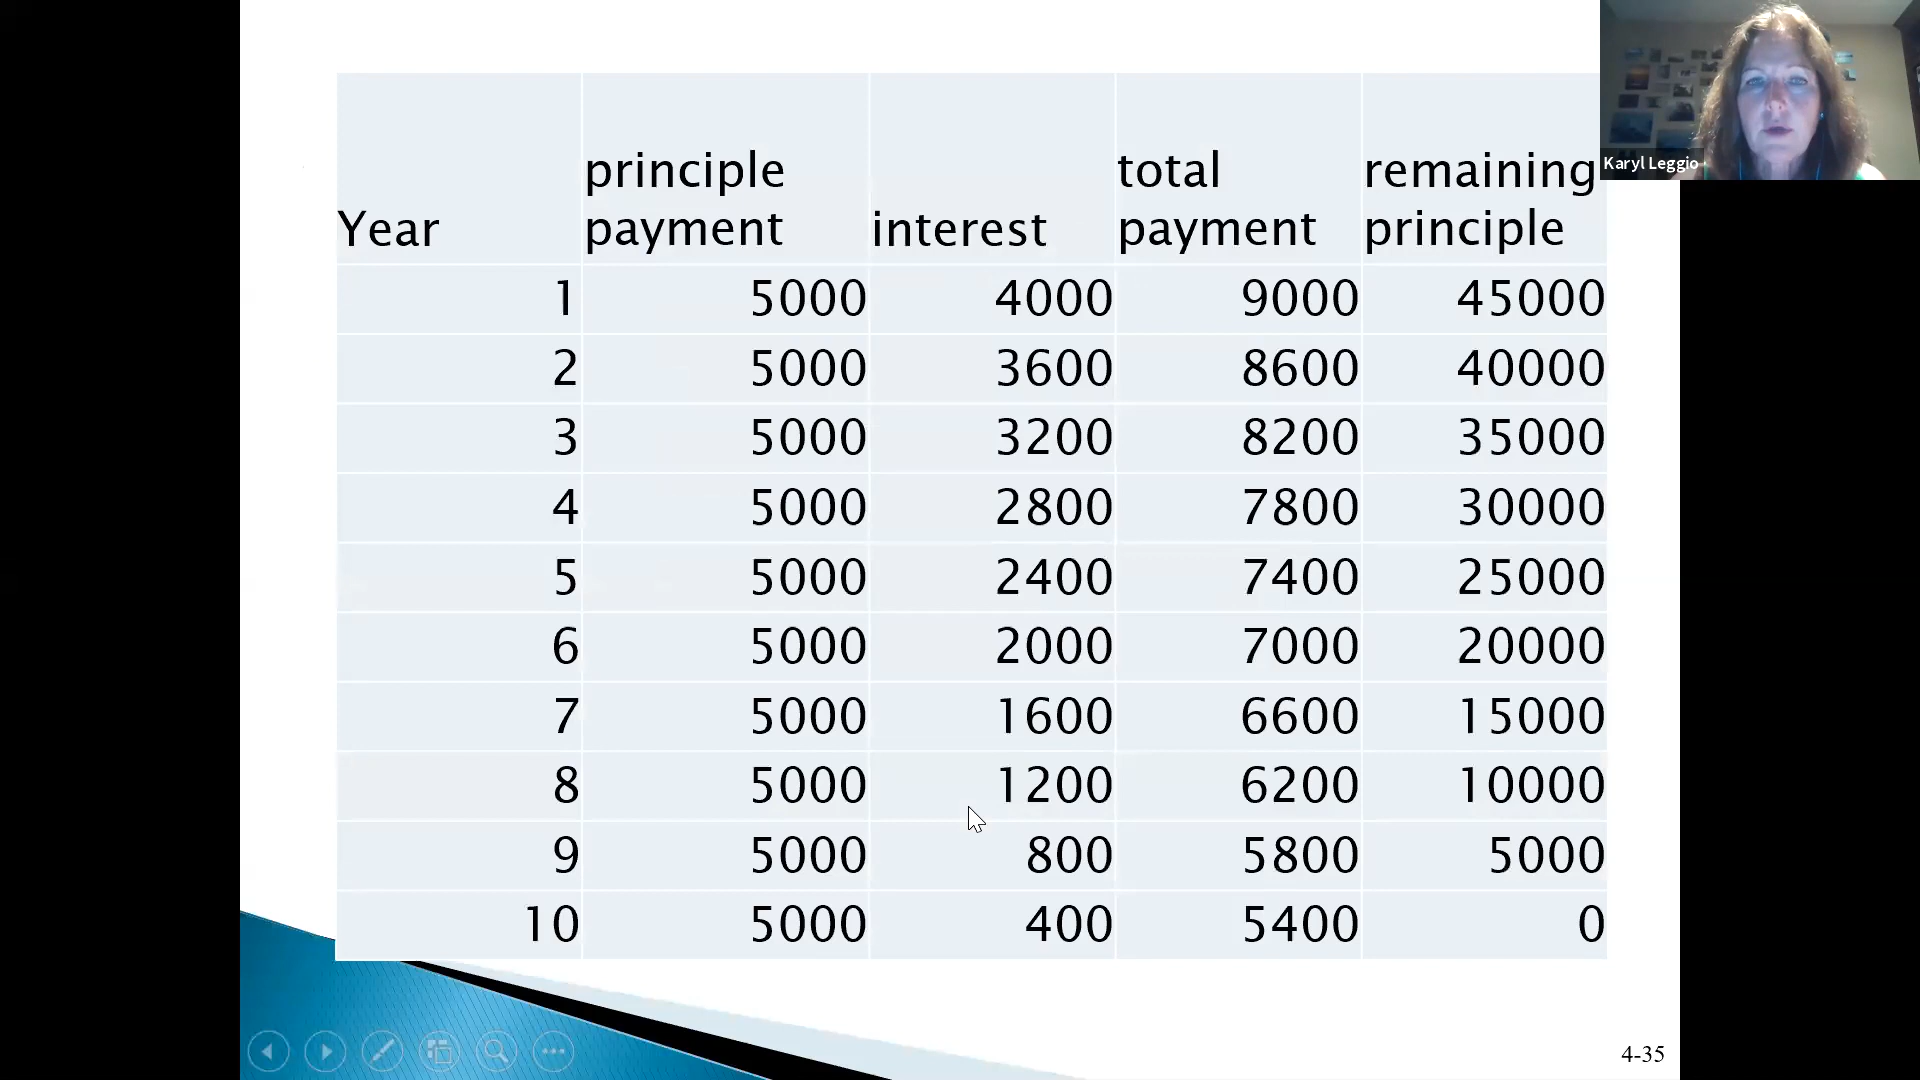 principle total remaining
Year payment interest payment principle
1 5000 4000 9000 45000
2 5000 3600 8600 40000
3 5000 3200 8200 35000
4 5000 2800 7800 30000
5 5000 2400 7400 25000
6 5000 2000 7000 20000
7 5000 1600 6600 15000
8 5000 1200 6200 10000
9 5000 800 5800 5000
10 5000 400 5400 0
4-35
Karyl Leggio